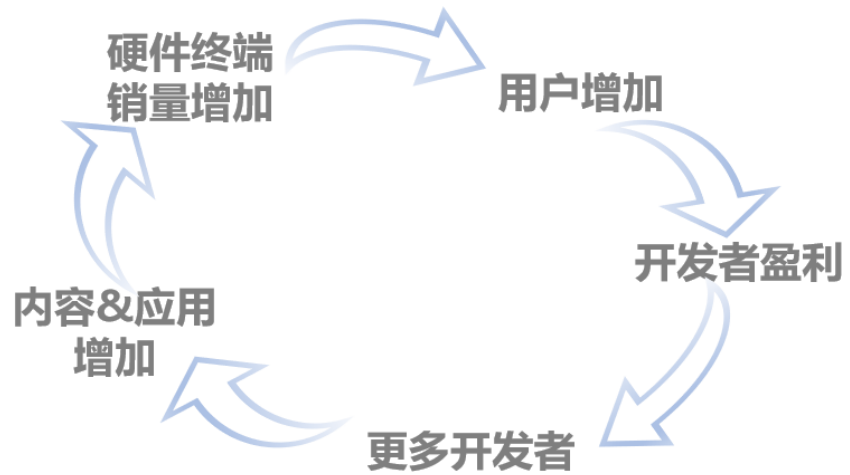 硬件终端
销量增加
用户增加
开发者盈利
更多开发者
内容&应用
增加